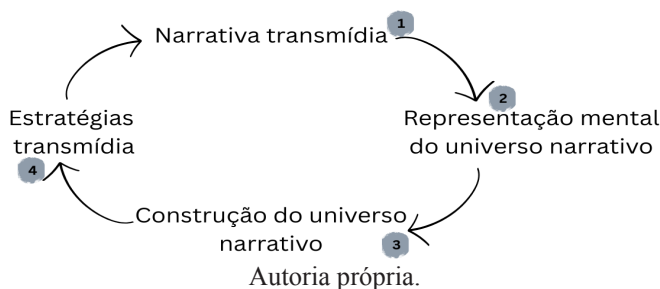 Narrativa transmídia 1
2
Representação mental
do universo narrativo
Construção do universo
narrativo 3
Estratégias
transmídia
4
Autoria própria.